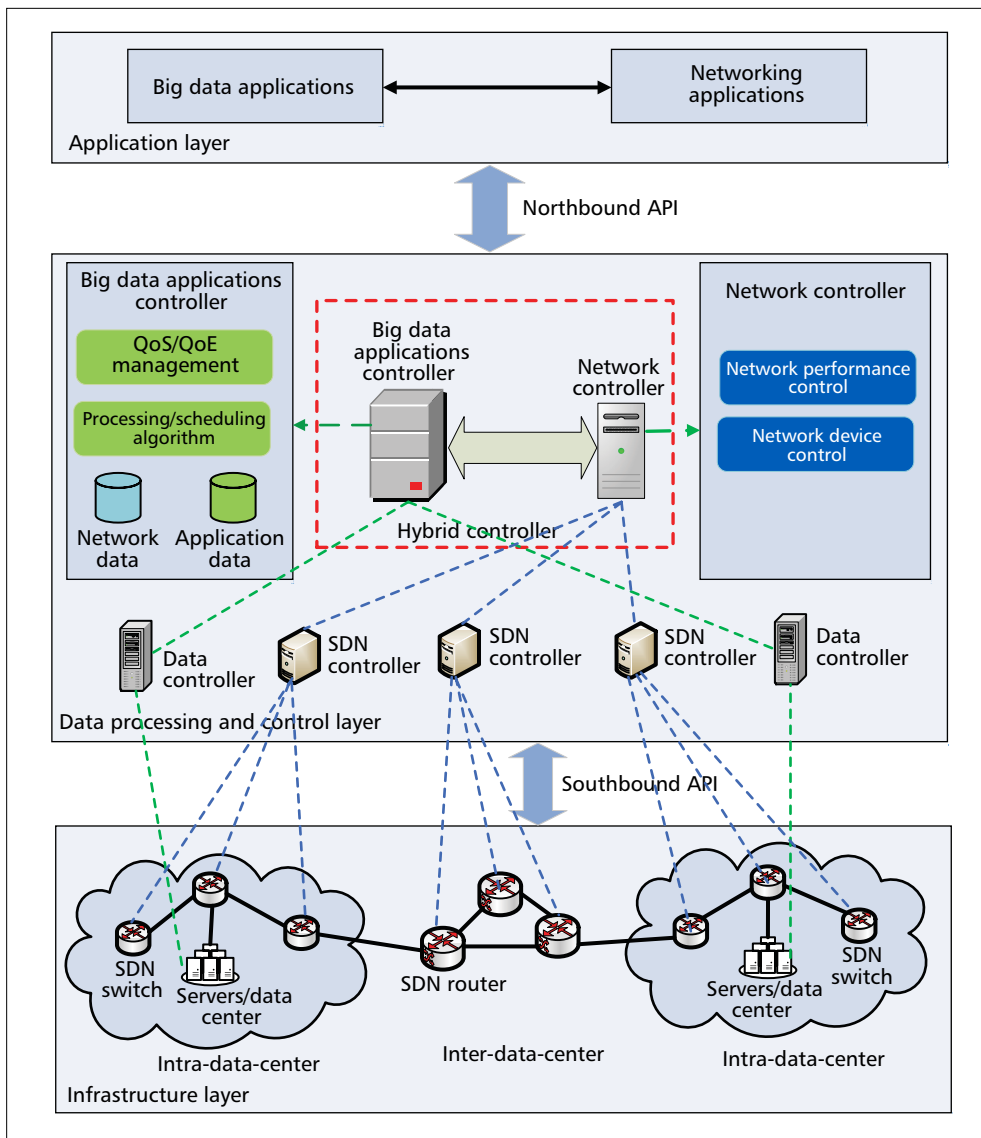 Big data applications
Networking
applications
Application layer
Northbound API
Big data applications
controller
QoS/QoE
management
Processing/scheduling
algorithm
Network
data
Application
data
Big data
applications
controller
Network
controller
Hybrid controller
Network controller
Network performance
control
Network device
control
Data
controller
SDN
controller
SDN
controller
SDN
controller
Data
controller
Data processing and control layer
Southbound API
SDN
switch
Servers/data
center
Intra-data-center
SDN router
Inter-data-center
Servers/data
center
SDN
switch
Intra-data-center
Infrastructure layer